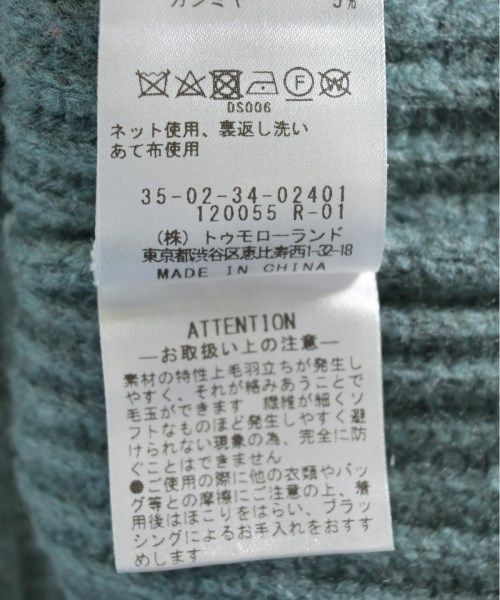 カシミヤ 5%
DS006
ネット使用、裏返し洗い
あて布使用
35-02-34-02401
120055 R-01
(株) トゥモローランド
東京都渋谷区恵比寿西1-32-18
MADE IN CHINA
ATTENTION
―お取扱い上の注意―
素材の特性上毛羽立ちが発生し
やすく、それが絡みあうことで
毛玉ができます 繊維が細くソ
フトなものほど発生しやすく避
けられない現象の為、完全に防
ぐことはできません
●ご使用の際に他の衣類やバッ
グ等との摩擦にご注意の上、着
用後はほこりをはらい、ブラッ
シングによるお手入れをおすす
めします